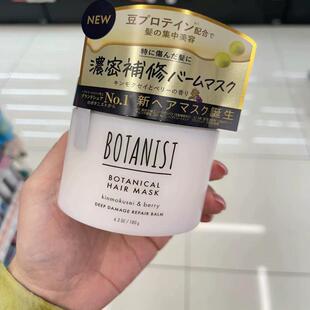 NEW
豆プロテイン配合で
髪の集中美容
特に傷んだ髪に
濃密補修バームマスク
キンモクセイとベリーの香り
No.1
新ヘアマスク誕生
BOTANIST
BOTANICAL
HAIR MASK
kinmokusei & berry
DEEP DAMAGE REPAIR BALM